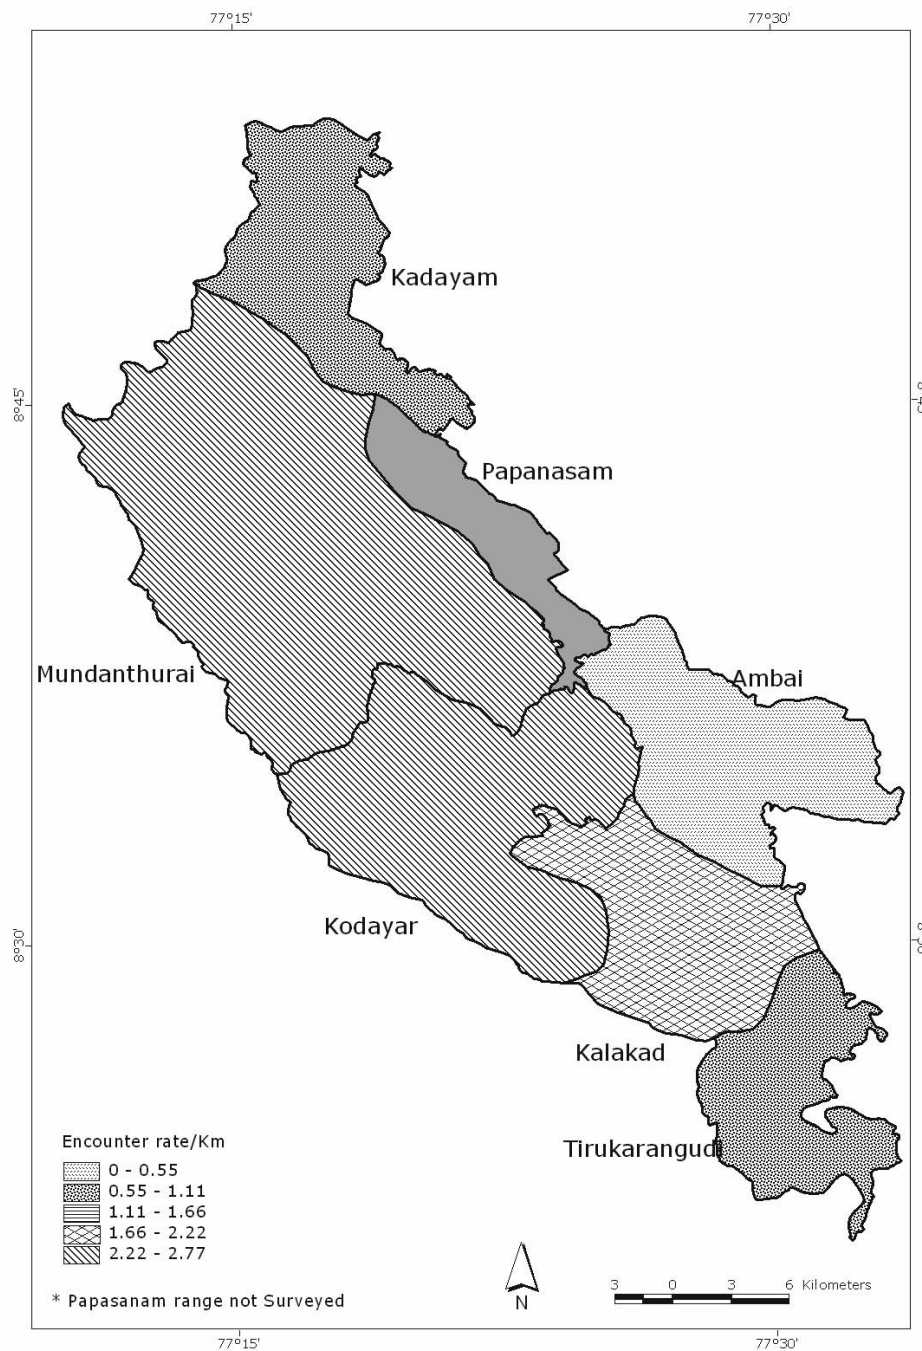 77°15'
77°30'
Kadayam
8°45'
Papanasam
Mundanthurai
Ambai
Kodayar
8°30'
Kalakad
Tirukarangudi
Encounter rate/Km
0 - 0.55
0.55 - 1.11
1.11 - 1.66
1.66 - 2.22
2.22 - 2.77
3 0 3 6 Kilometers
N
* Papasanam range not Surveyed
77°15'
77°30'